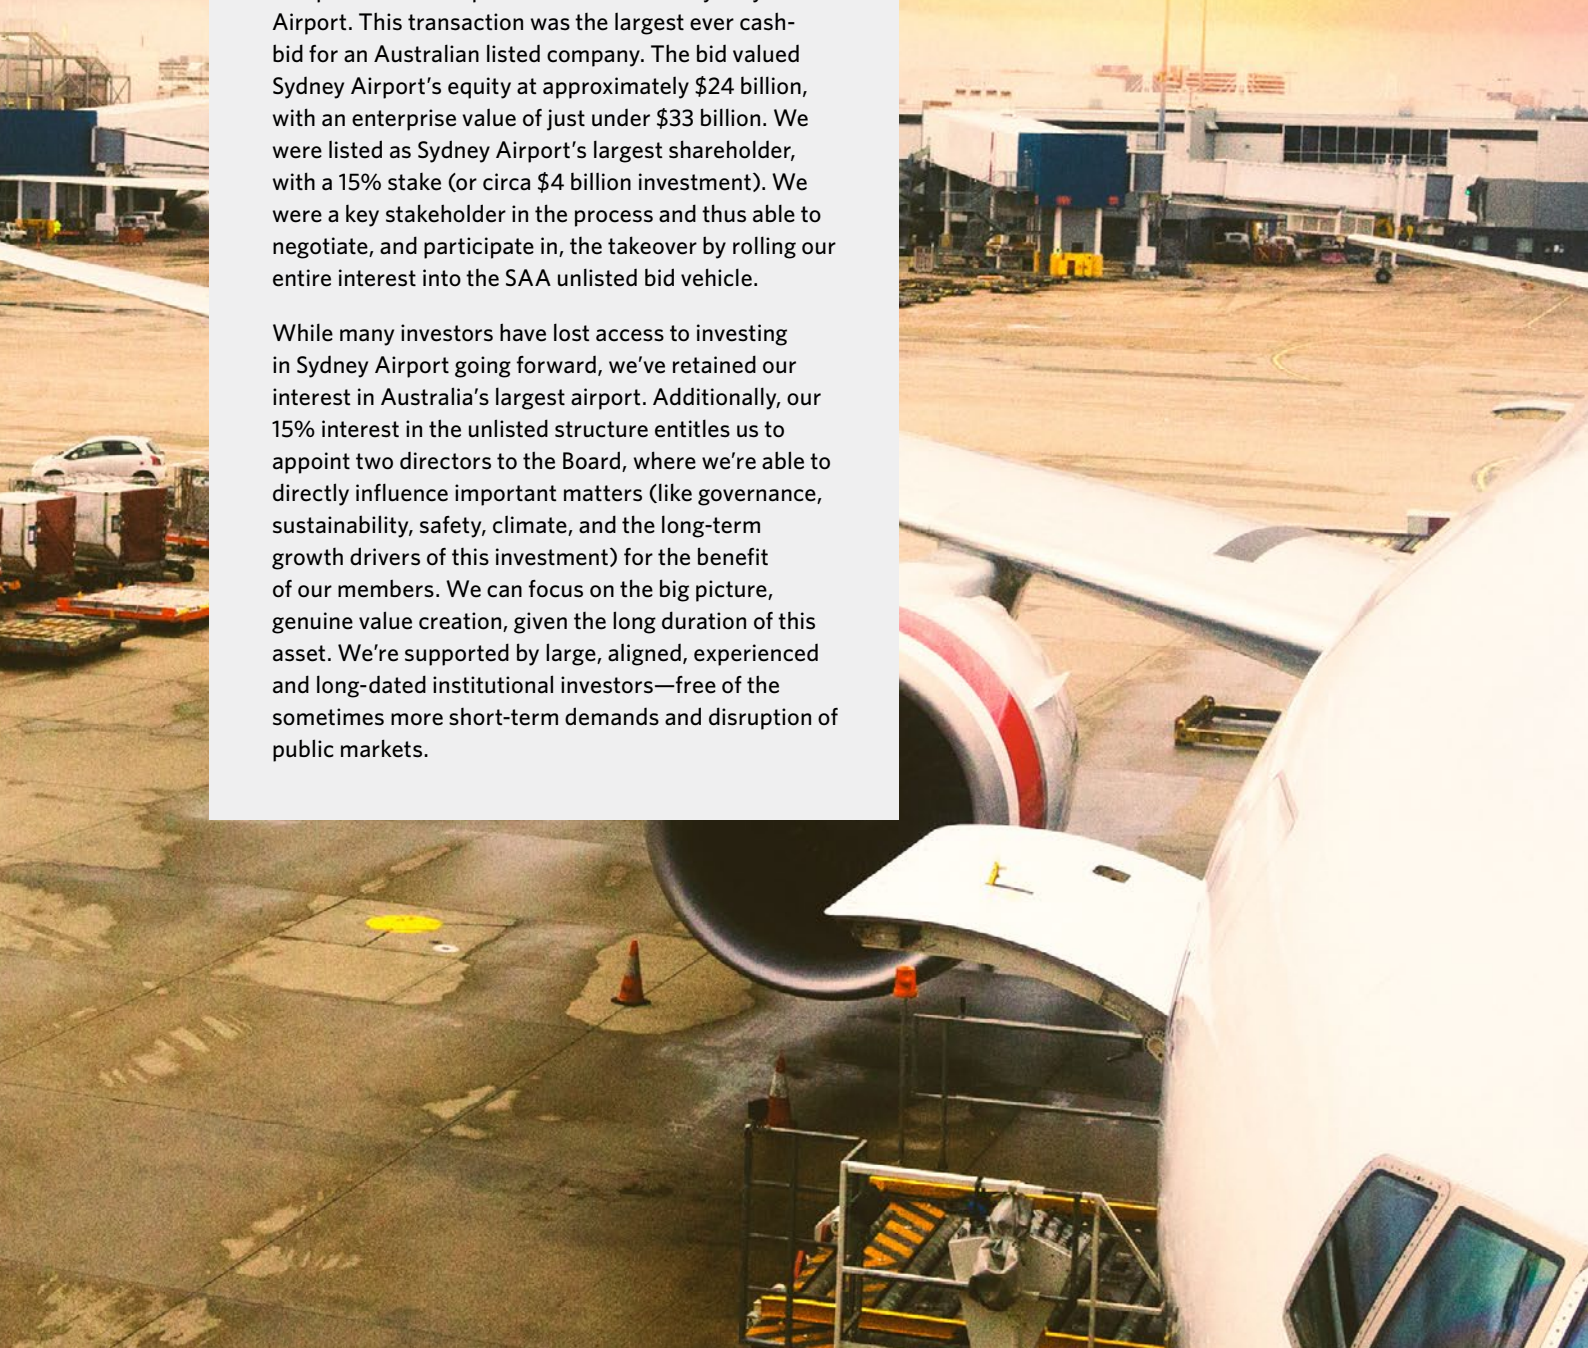 Airport. This transaction was the largest ever cash-
bid for an Australian listed company. The bid valued
Sydney Airport’s equity at approximately $24 billion,
with an enterprise value of just under $33 billion. We
were listed as Sydney Airport’s largest shareholder,
with a 15% stake (or circa $4 billion investment). We
were a key stakeholder in the process and thus able to
negotiate, and participate in, the takeover by rolling our
entire interest into the SAA unlisted bid vehicle.
While many investors have lost access to investing
in Sydney Airport going forward, we’ve retained our
interest in Australia’s largest airport. Additionally, our
15% interest in the unlisted structure entitles us to
appoint two directors to the Board, where we’re able to
directly influence important matters (like governance,
sustainability, safety, climate, and the long-term
growth drivers of this investment) for the benefit
of our members. We can focus on the big picture,
genuine value creation, given the long duration of this
asset. We’re supported by large, aligned, experienced
and long-dated institutional investors—free of the
sometimes more short-term demands and disruption of
public markets.